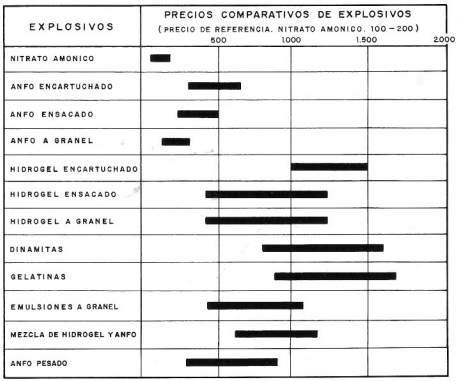 EXPLOSIVOS
PRECIOS COMPARATIVOS DE EXPLOSIVOS
(PRECIO DE REFERENCIA. NITRATO AMONICO. 100-200)
500 1.000 1.500 2.000
NITRATO AMONICO
ANFO ENCARTUCHADO
ANFO ENSACADO
ANFO A GRANEL
HIDROGEL ENCARTUCHADO
HIDROGEL ENSACADO
HIDROGEL A GRANEL
DINAMITAS
GELATINAS
EMULSIONES A GRANEL
MEZCLA DE HIDROGEL Y ANFO
ANFO PESADO